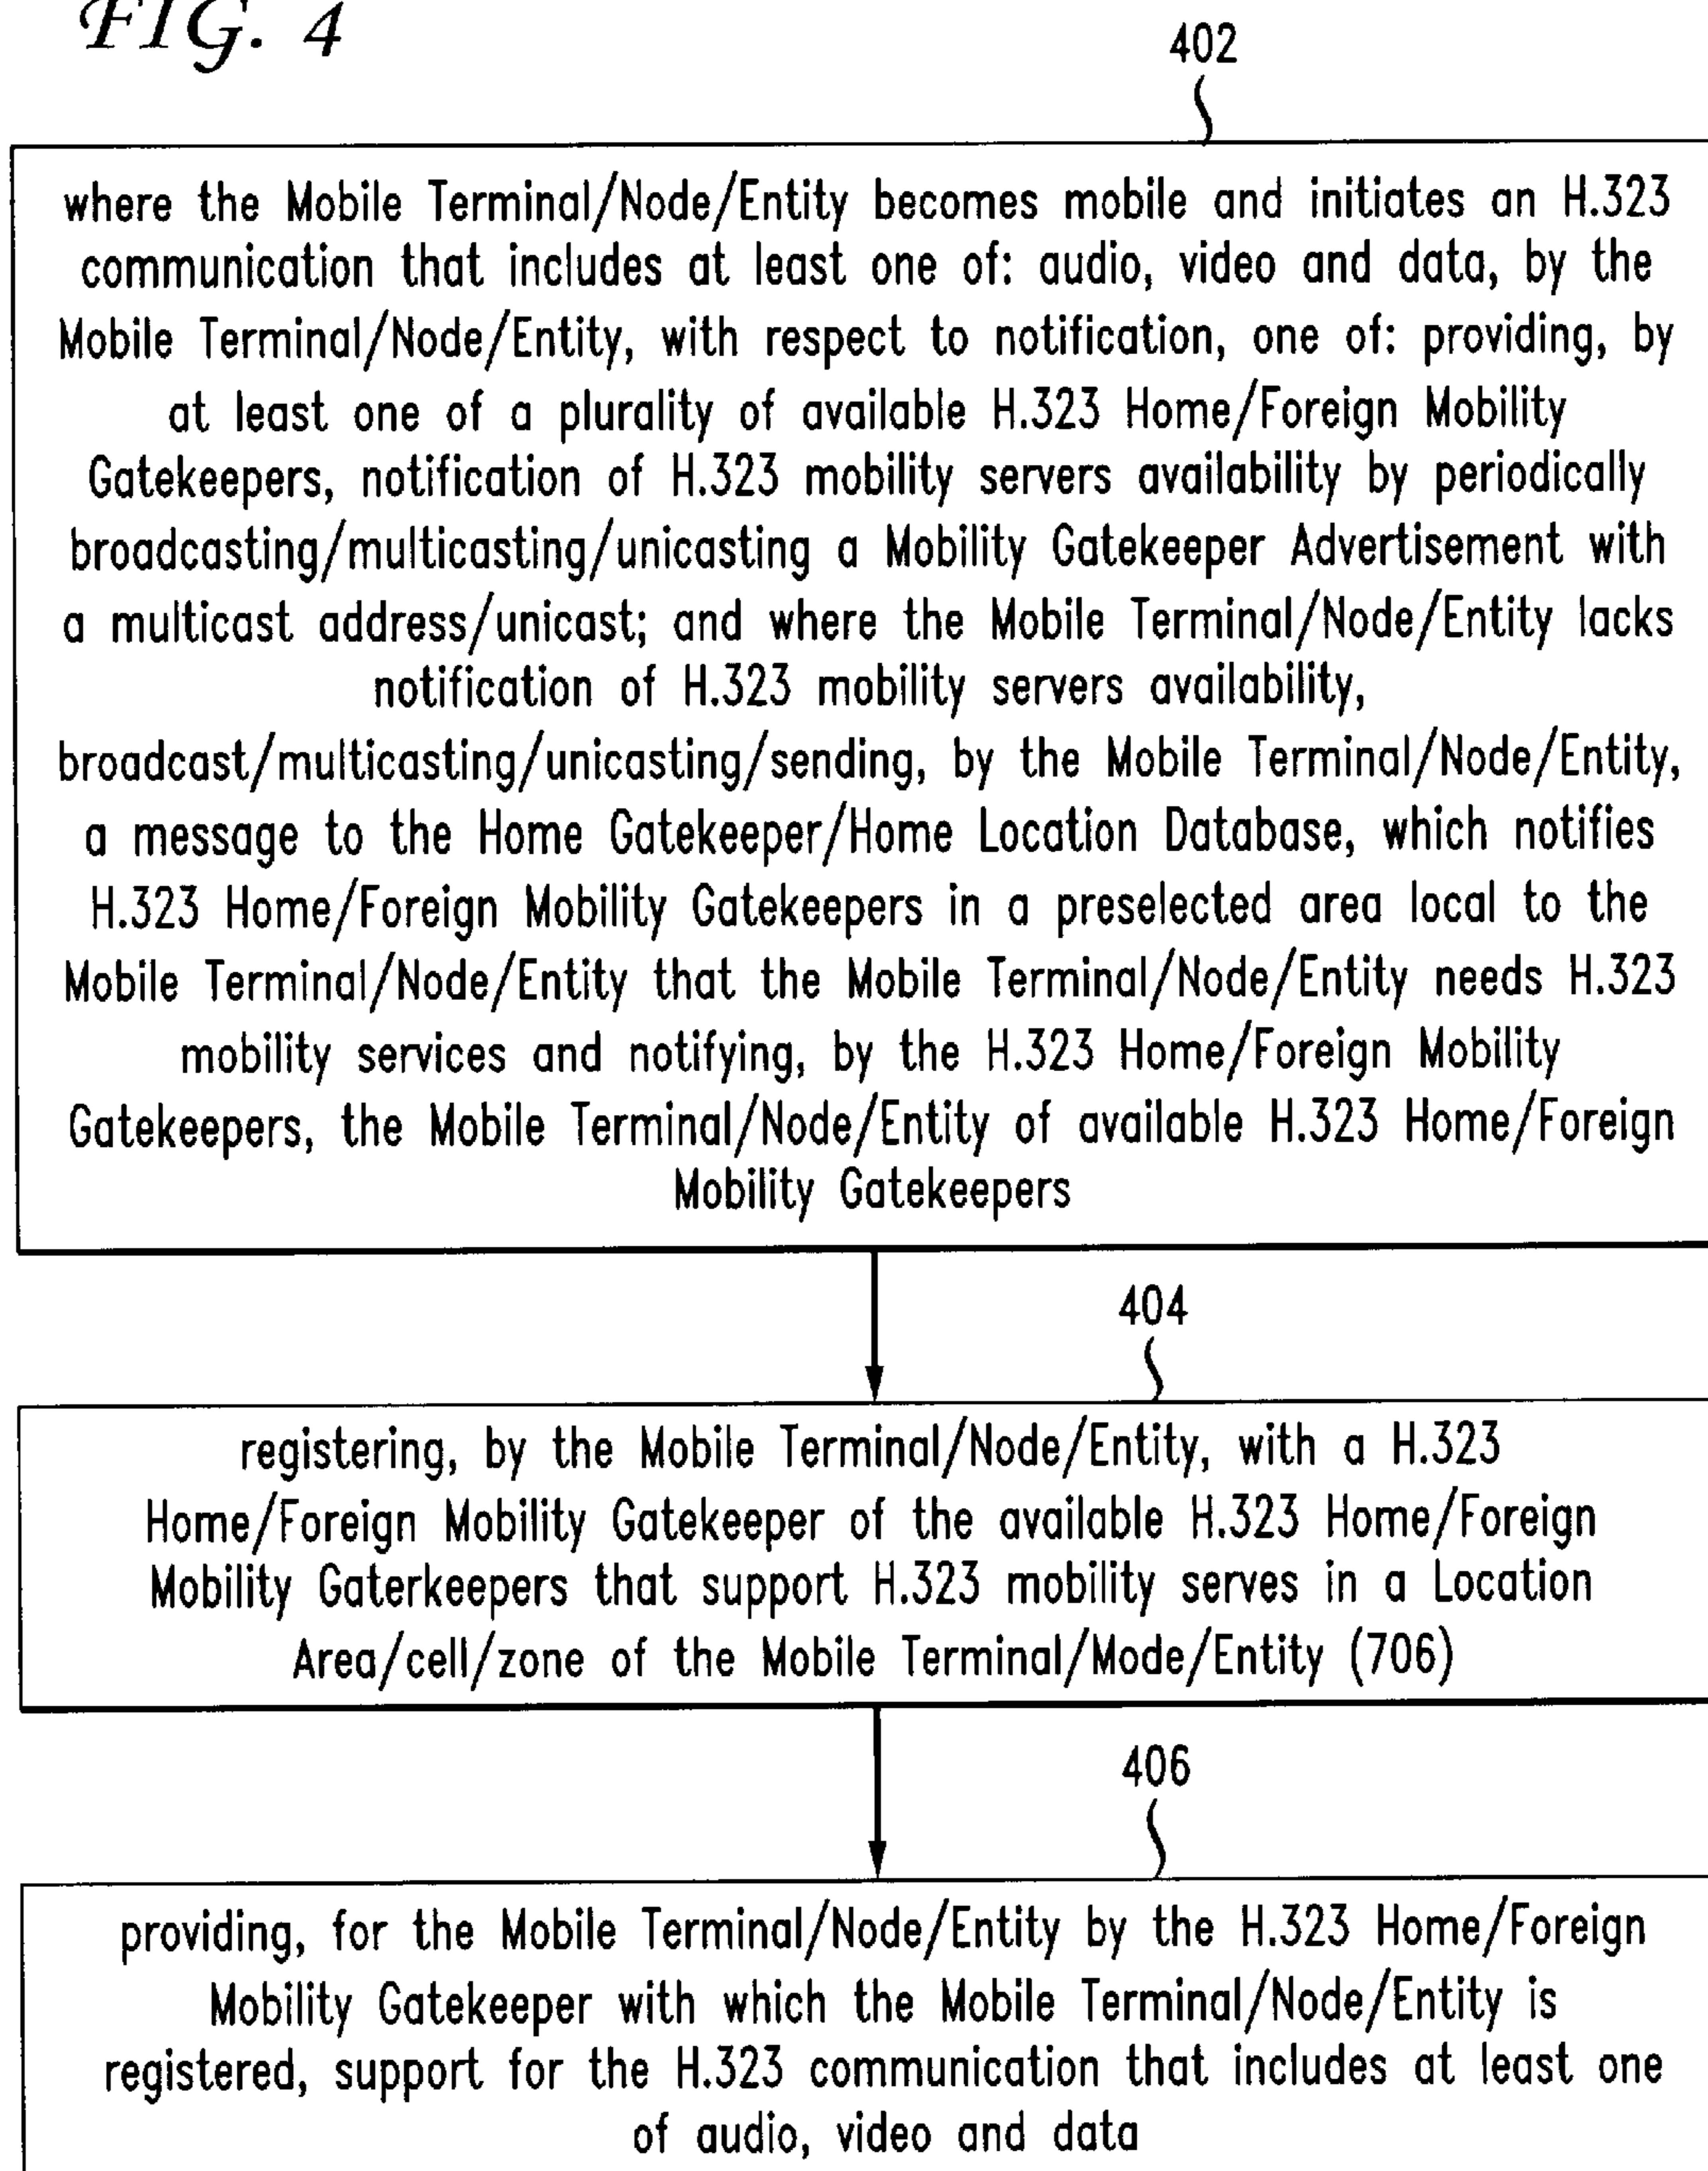 FIG. 4
402
where the Mobile Terminal/Node/Entity becomes mobile and initiates an H.323
communication that includes at least one of: audio, video and data, by the
Mobile Terminal/Node/Entity, with respect to notification, one of: providing, by
at least one of a plurality of available H.323 Home/Foreign Mobility
Gatekeepers, notification of H.323 mobility servers availability by periodically
broadcasting/multicasting/unicasting a Mobility Gatekeeper Advertisement with
a multicast address/unicast; and where the Mobile Terminal/Node/Entity lacks
notification of H.323 mobility servers availability,
broadcast/multicasting/unicasting/sending, by the Mobile Terminal/Node/Entity,
a message to the Home Gatekeeper/Home Location Database, which notifies
H.323 Home/Foreign Mobility Gatekeepers in a preselected area local to the
Mobile Terminal/Node/Entity that the Mobile Terminal/Node/Entity needs H.323
mobility services and notifying, by the H.323 Home/Foreign Mobility
Gatekeepers, the Mobile Terminal/Node/Entity of available H.323 Home/Foreign
Mobility Gatekeepers
404
registering, by the Mobile Terminal/Node/Entity, with a H.323
Home/Foreign Mobility Gatekeeper of the available H.323 Home/Foreign
Mobility Gaterkeepers that support H.323 mobility serves in a Location
Area/cell/zone of the Mobile Terminal/Mode/Entity (706)
406
providing, for the Mobile Terminal/Node/Entity by the H.323 Home/Foreign
Mobility Gatekeeper with which the Mobile Terminal/Node/Entity is
registered, support for the H.323 communication that includes at least one
of audio, video and data